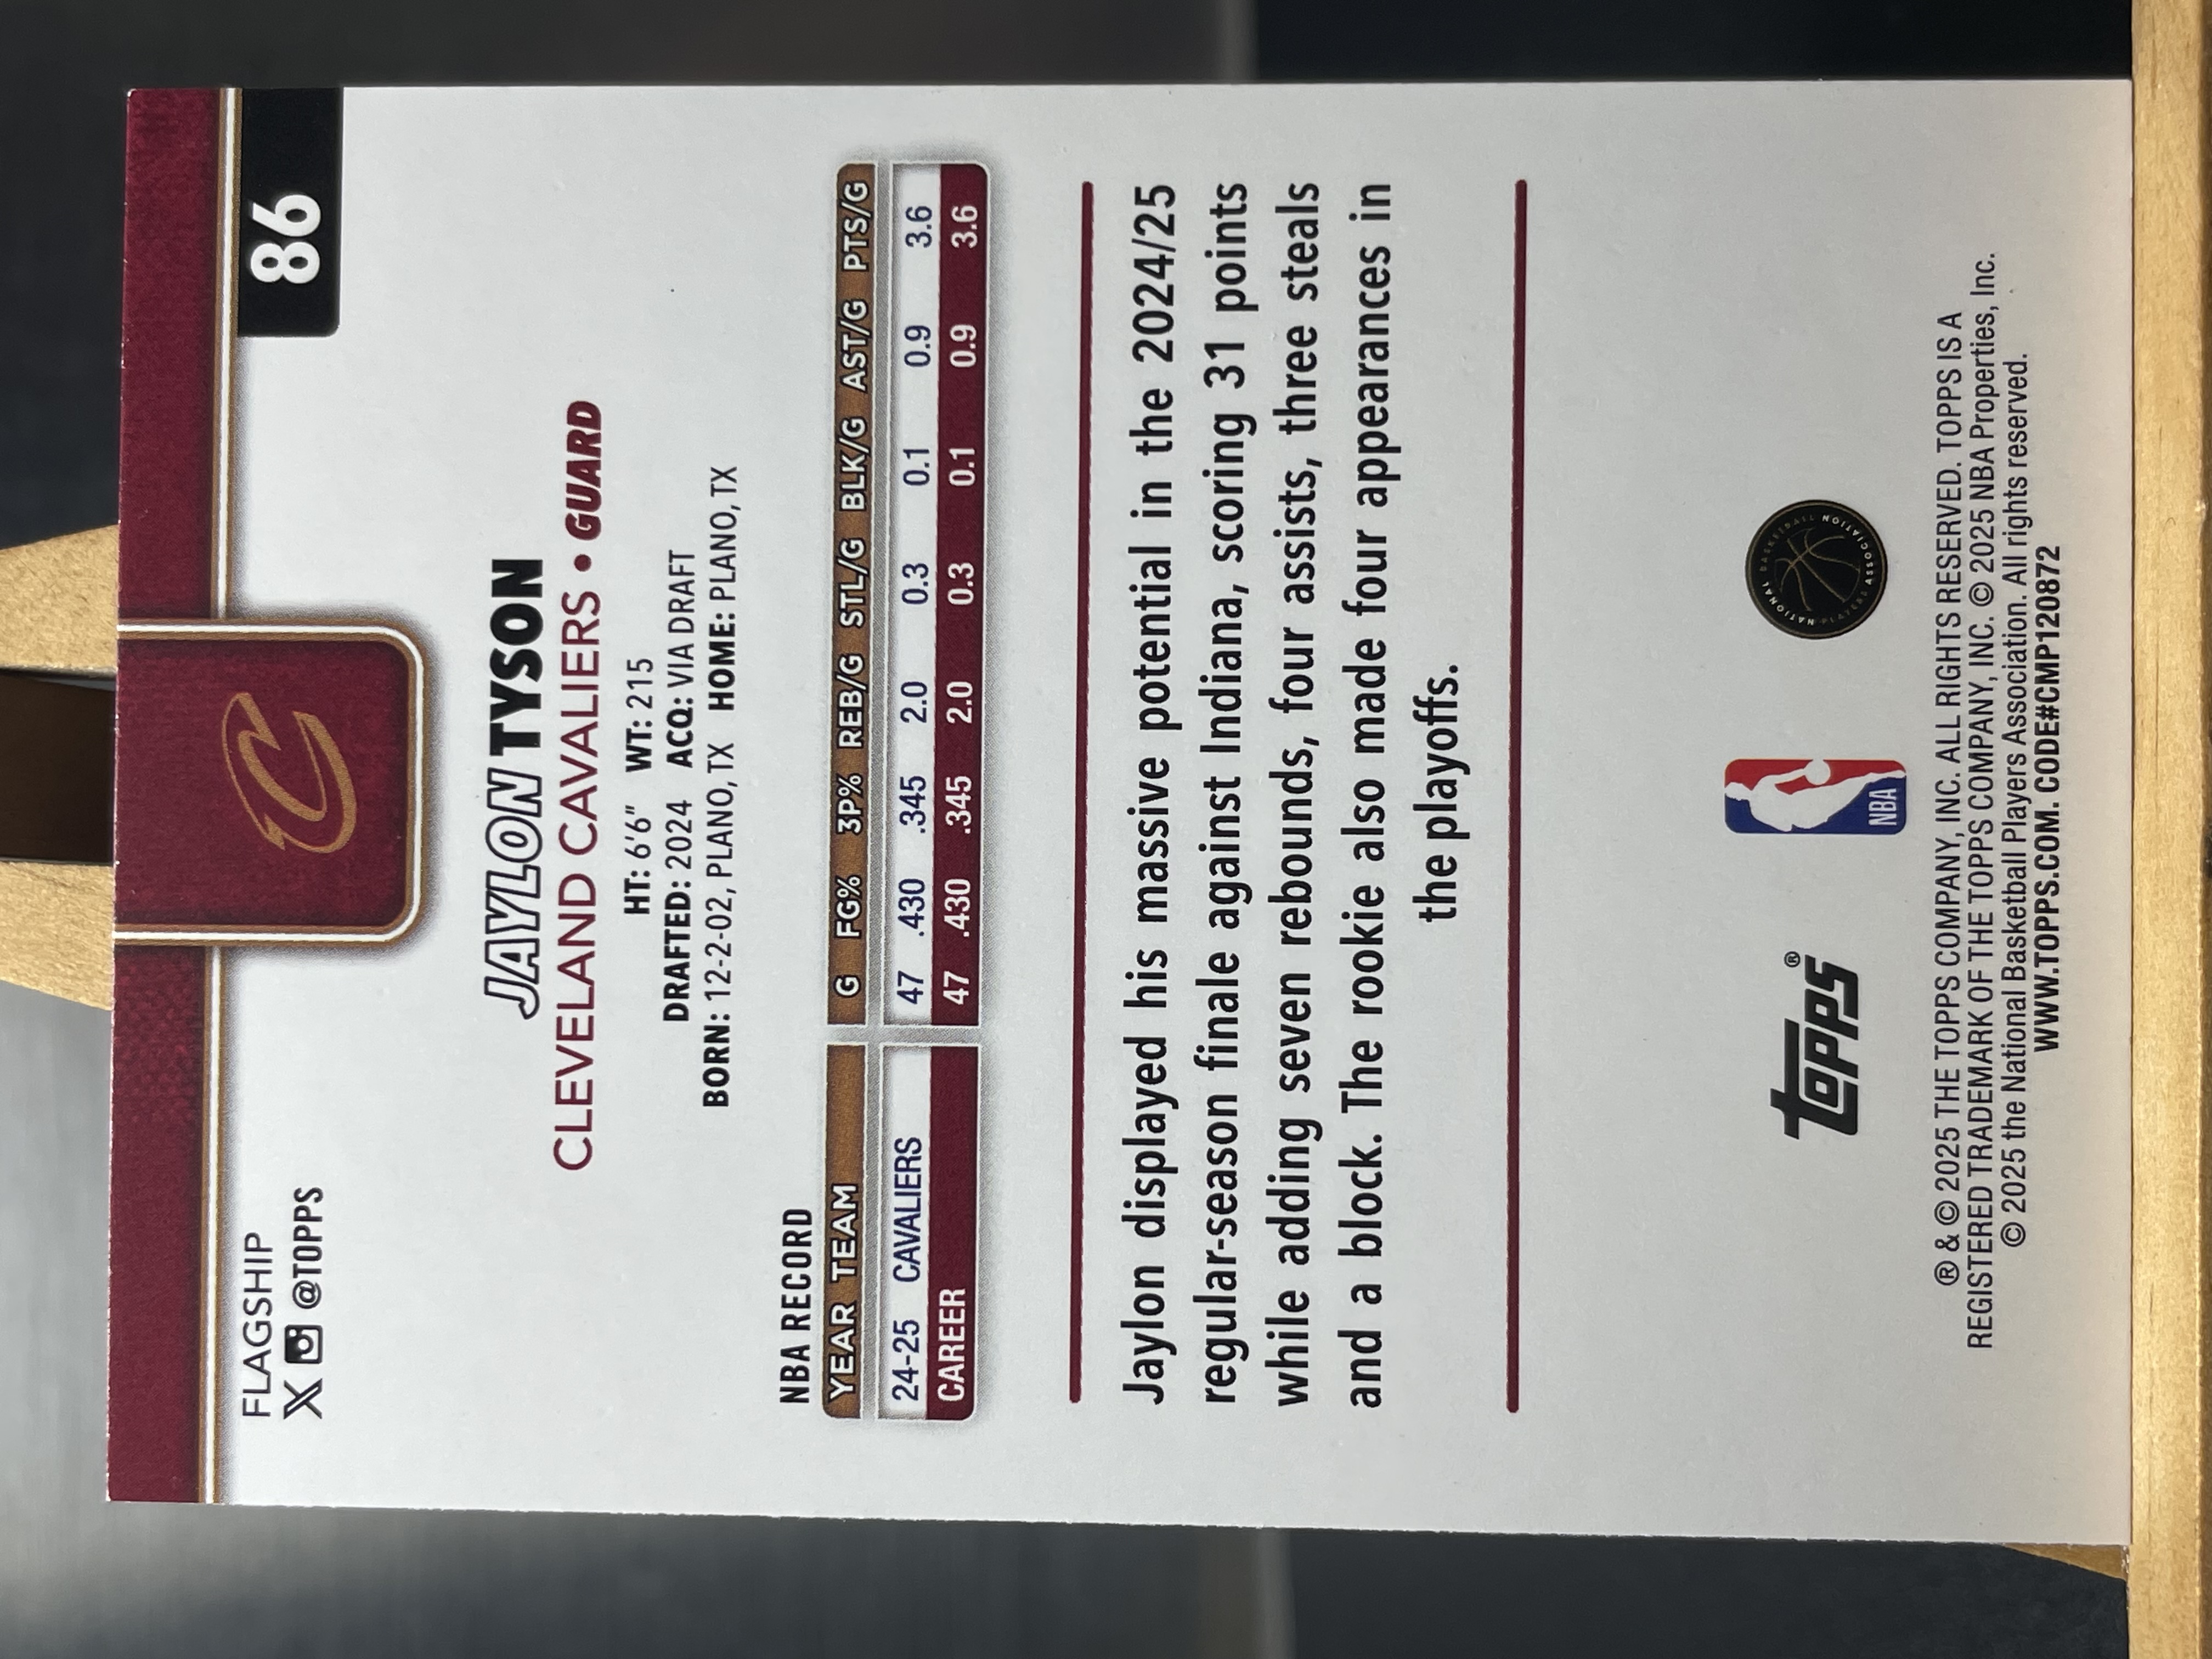 FLAGSHIP
X @TOPPS
86
JAYLON TYSON
CLEVELAND CAVALIERS • GUARD
HT: 6'6" WT: 215
DRAFTED: 2024 ACQ: VIA DRAFT
BORN: 12-2-02, PLANO, TX HOME: PLANO, TX
NBA RECORD
YEAR TEAM G FG% 3P% REB/G STL/G BLK/G AST/G PTS/G
24-25 CAVALIERS 47 .430 .345 2.0 0.3 0.1 0.9 3.6
CAREER 47 .430 .345 2.0 0.3 0.1 0.9 3.6
Jaylon displayed his massive potential in the 2024/25
regular-season finale against Indiana, scoring 31 points
while adding seven rebounds, four assists, three steals
and a block. The rookie also made four appearances in
the playoffs.
topps®
NBA
NATIONAL BASKETBALL PLAYERS ASSOCIATION
® & © 2025 THE TOPPS COMPANY, INC. ALL RIGHTS RESERVED. TOPPS IS A
REGISTERED TRADEMARK OF THE TOPPS COMPANY, INC. © 2025 NBA Properties, Inc.
© 2025 the National Basketball Players Association. All rights reserved.
WWW.TOPPS.COM. CODE#CMP120872